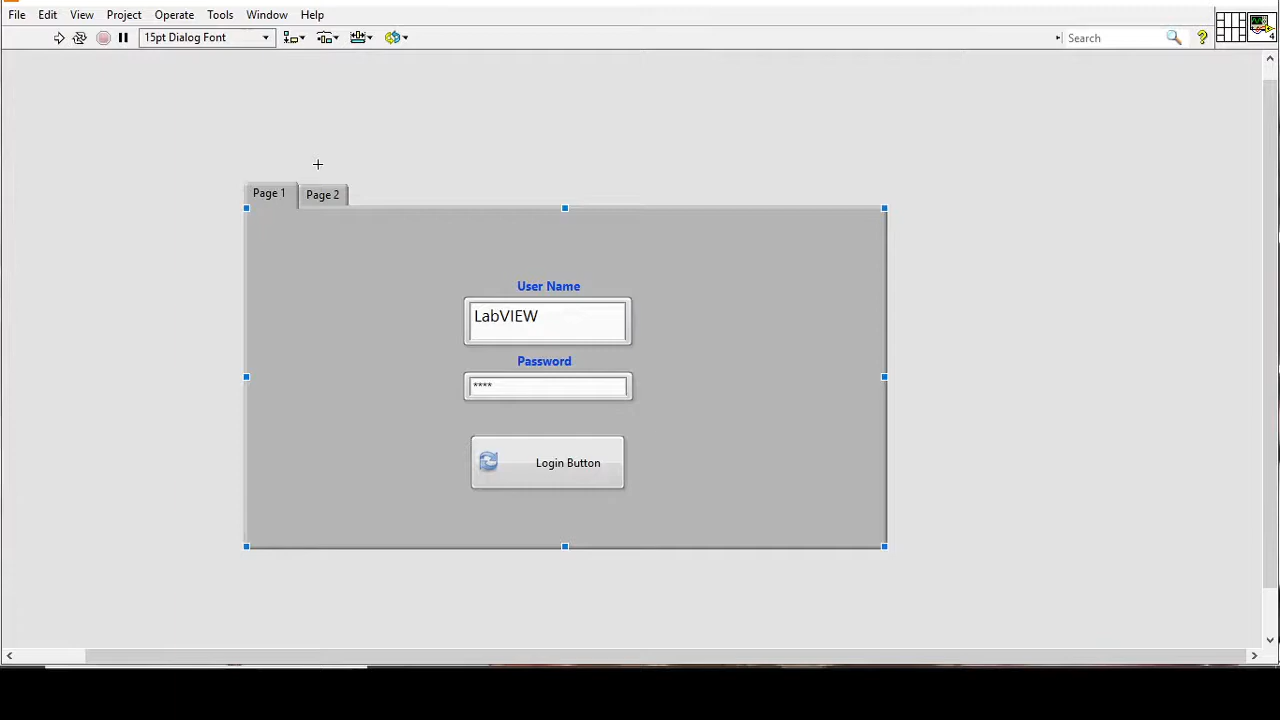 File Edit View Project Operate Tools Window Help
15pt Dialog Font Search ?
4
Page 1 Page 2
User Name
LabVIEW
Password
****
Login Button